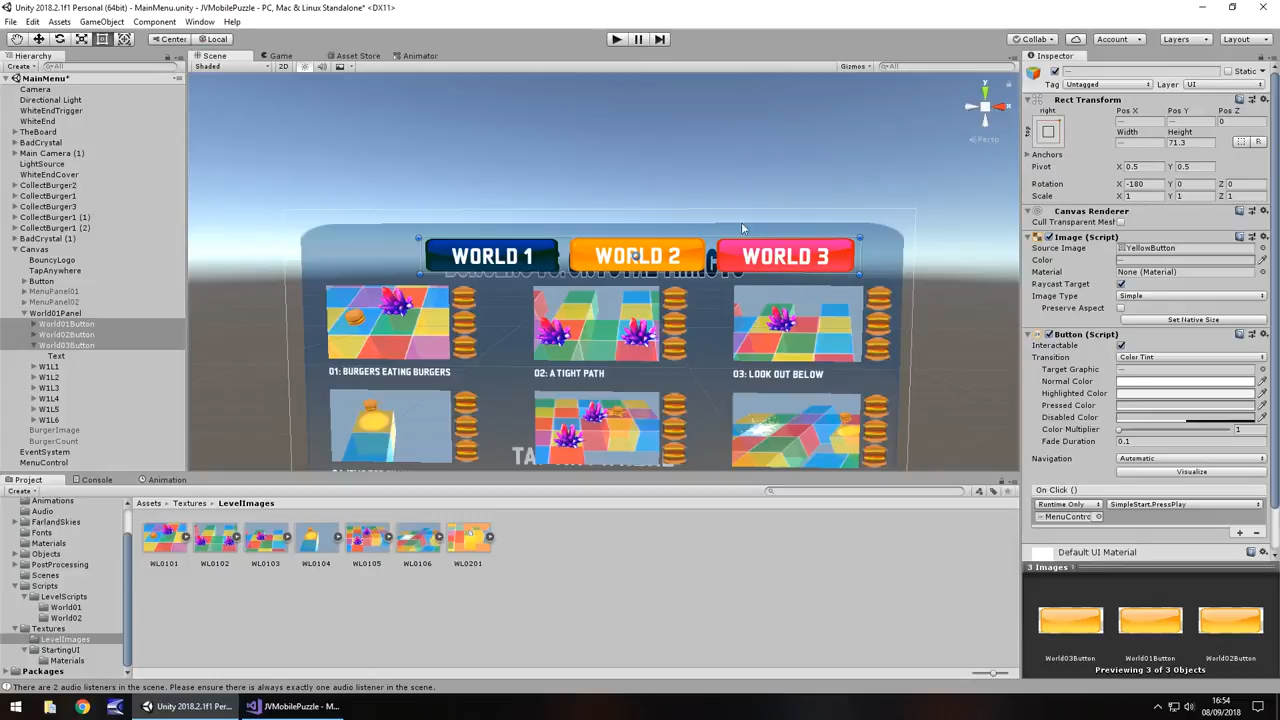 Unity 2018.2.1f1 Personal (64bit) - MainMenu.unity - JVMobilePuzzle - PC, Mac & Linux Standalone* <DX11>
File Edit Assets GameObject Component Window Help
Center Local
Collab Account Layers Layout
Hierarchy Scene Game Asset Store Animator Inspector
Create All
Shaded 2D Gizmos All
MainMenu*
Camera
Directional Light
WhiteEndTrigger
WhiteEnd
TheBoard
BadCrystal
Main Camera (1)
LightSource
WhiteEndCover
CollectBurger2
CollectBurger1
CollectBurger3
CollectBurger1 (1)
CollectBurger1 (2)
BadCrystal (1)
Canvas
BouncyLogo
TapAnywhere
Button
MenuPanel01
MenuPanel02
World01Panel
World01Button
World02Button
World03Button
Text
W1L1
W1L2
W1L3
W1L4
W1L5
W1L6
BurgerImage
BurgerCount
EventSystem
MenuControl
y
Persp
WORLD 1 WORLD 2 WORLD 3
01: BURGERS EATING BURGERS
02: A TIGHT PATH
03: LOOK OUT BELOW
Static
Tag Untagged Layer UI
Rect Transform
right Pos X Pos Y Pos Z
top 0
Width Height
71.3 R
Anchors
Pivot X 0.5 Y 0.5
Rotation X -180 Y 0 Z 0
Scale X 1 Y 1 Z 1
Canvas Renderer
Cull Transparent Mesh
Image (Script)
Source Image YellowButton
Color
Material None (Material)
Raycast Target
Image Type Simple
Preserve Aspect
Set Native Size
Button (Script)
Interactable
Transition Color Tint
Target Graphic
Normal Color
Highlighted Color
Pressed Color
Disabled Color
Color Multiplier 1
Fade Duration 0.1
Navigation Automatic
Visualize
On Click ()
Runtime Only SimpleStart.PressPlay
MenuContro
Default UI Material
3 Images
World03Button World01Button World02Button
Previewing 3 of 3 Objects
Project Console Animation
Create
Animations
Audio
FarlandSkies
Fonts
Materials
Objects
PostProcessing
Scenes
Scripts
LevelScripts
World01
World02
Textures
LevelImages
StartingUI
Materials
Packages
Assets Textures LevelImages
WL0101 WL0102 WL0103 WL0104 WL0105 WL0106 WL0201
There are 2 audio listeners in the scene. Please ensure there is always exactly one audio listener in the scene.
Unity 2018.2.1f1 Per... JVMobilePuzzle - M...
16:54
08/09/2018